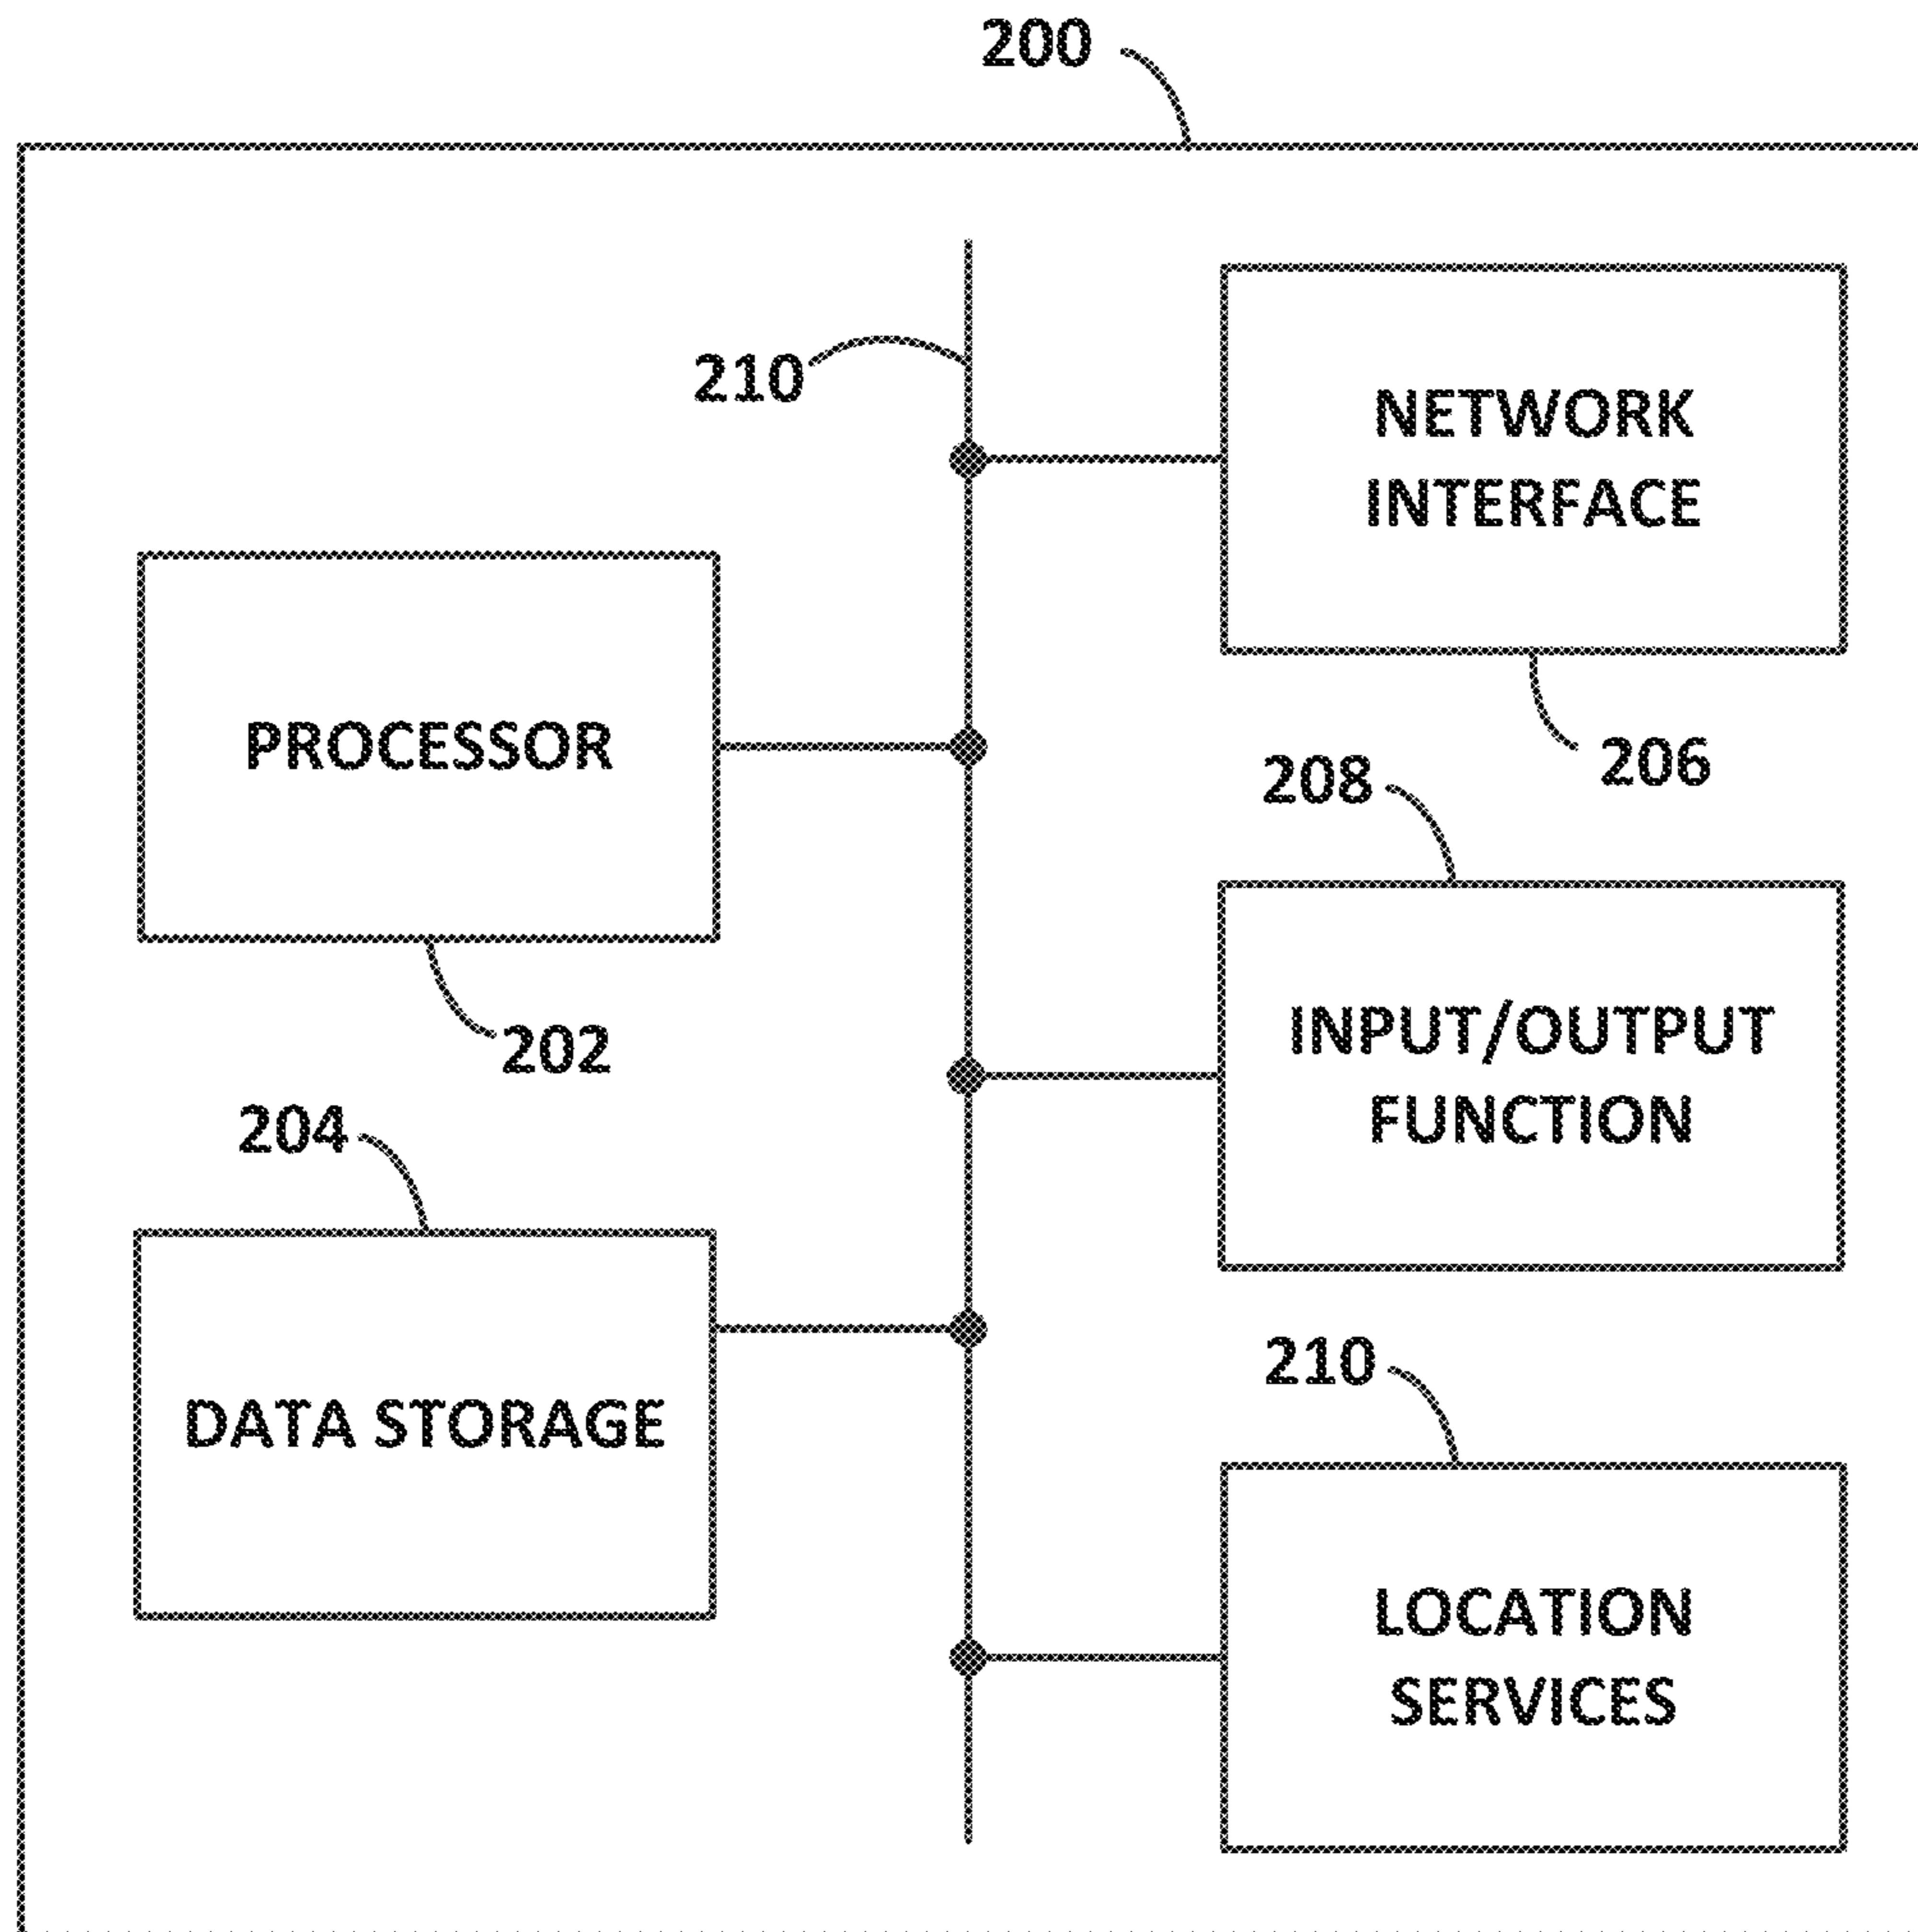 200
210
NETWORK
INTERFACE
206
PROCESSOR
202
208
INPUT/OUTPUT
FUNCTION
204
DATA STORAGE
210
LOCATION
SERVICES